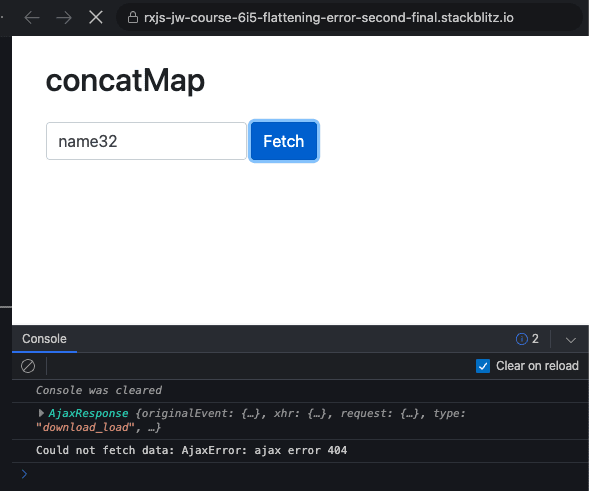 rxjs-jw-course-6i5-flattening-error-second-final.stackblitz.io
concatMap
name32 Fetch
Console 2
Clear on reload
Console was cleared
AjaxResponse {originalEvent: {…}, xhr: {…}, request: {…}, type:
"download_load", …}
Could not fetch data: AjaxError: ajax error 404